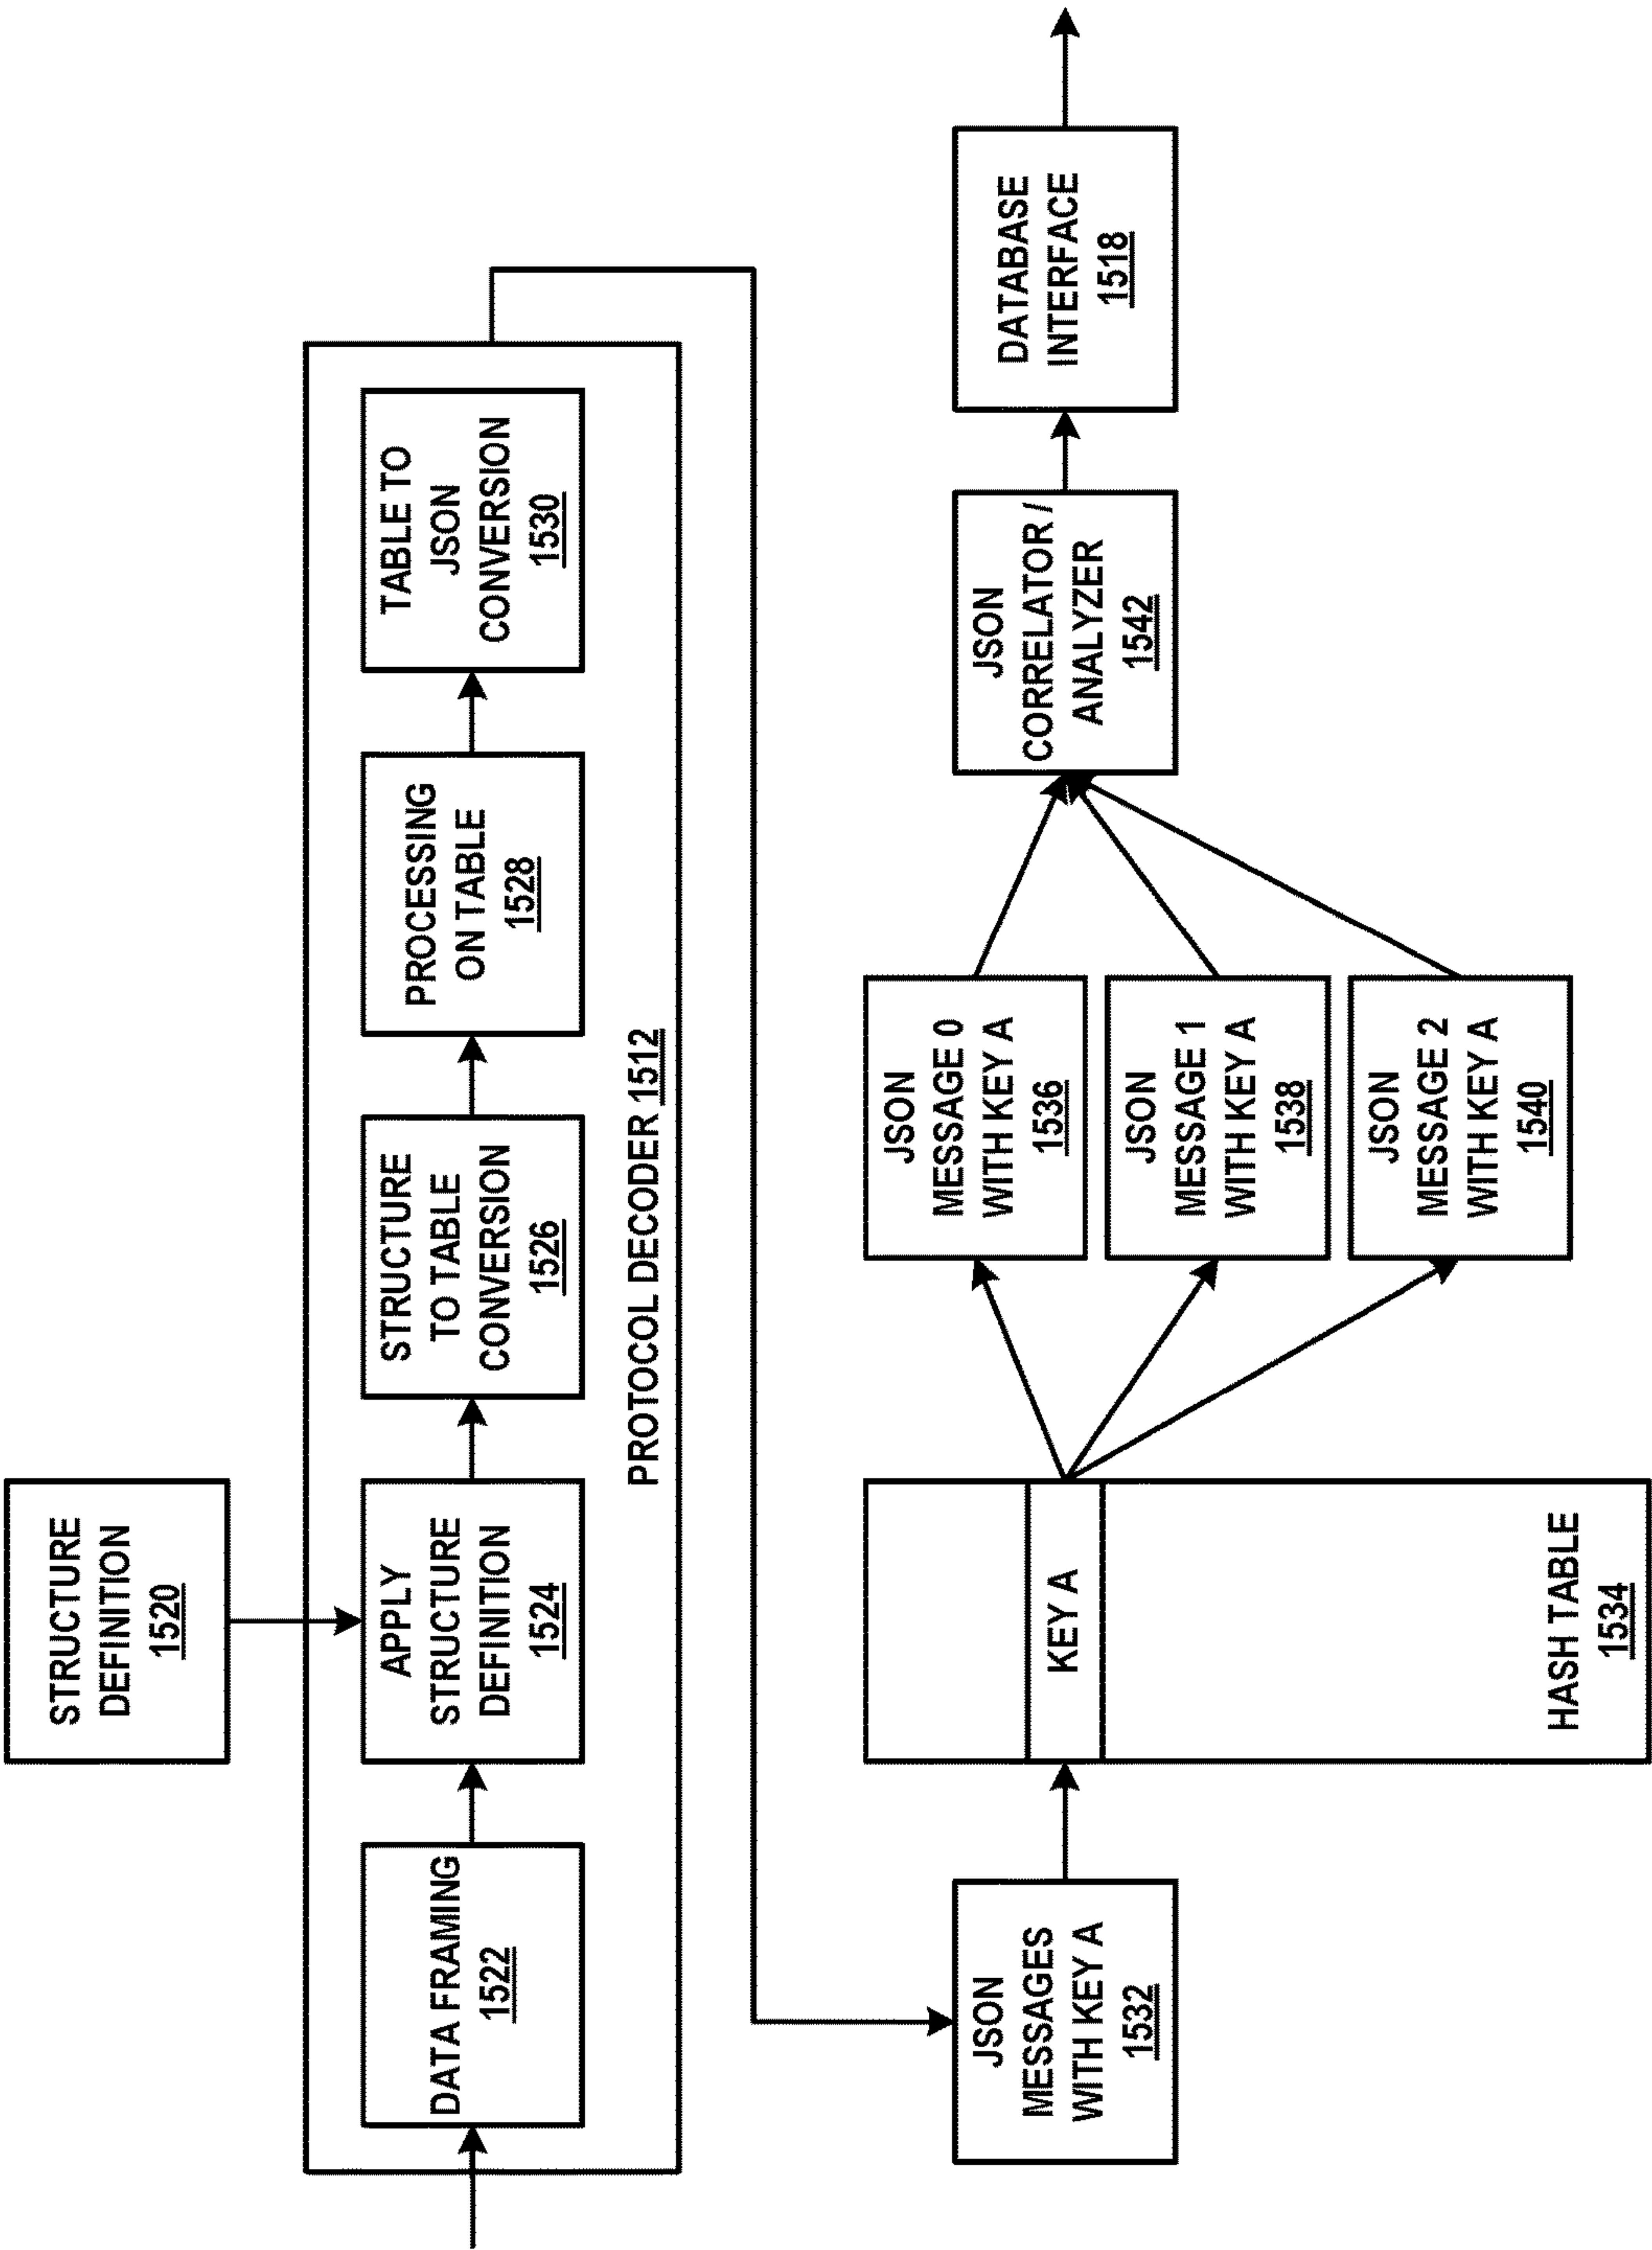 STRUCTURE
DEFINITION
1520
DATA FRAMING
1522
APPLY
STRUCTURE
DEFINITION
1524
STRUCTURE
TO TABLE
CONVERSION
1526
PROCESSING
ON TABLE
1528
TABLE TO
JSON
CONVERSION
1530
PROTOCOL DECODER 1512
JSON
MESSAGES
WITH KEY A
1532
KEY A
HASH TABLE
1534
JSON
MESSAGE 0
WITH KEY A
1536
JSON
MESSAGE 1
WITH KEY A
1538
JSON
MESSAGE 2
WITH KEY A
1540
JSON
CORRELATOR /
ANALYZER
1542
DATABASE
INTERFACE
1518